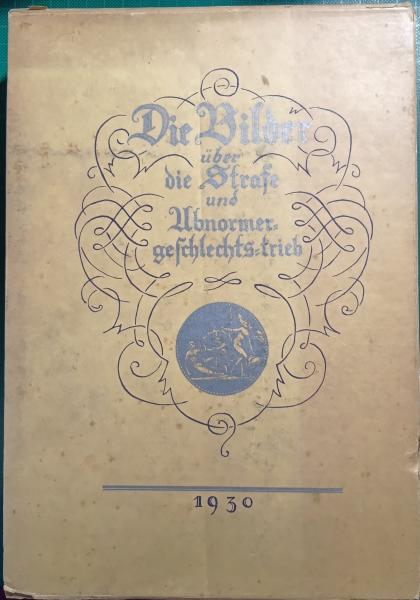 Die Bilder
über
die Strafe
und
Abnormer-
geschlechts-trieb
1930